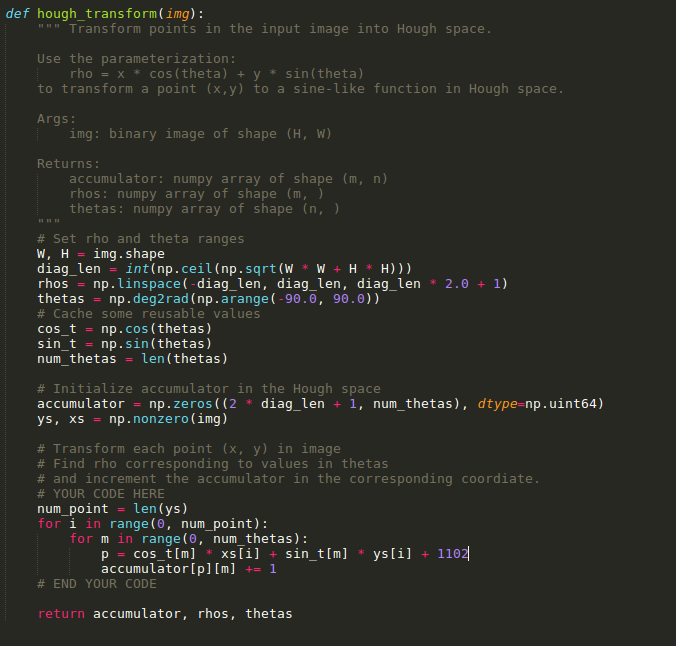 def hough_transform(img):
    """ Transform points in the input image into Hough space.

    Use the parameterization:
        rho = x * cos(theta) + y * sin(theta)
    to transform a point (x,y) to a sine-like function in Hough space.

    Args:
        img: binary image of shape (H, W)

    Returns:
        accumulator: numpy array of shape (m, n)
        rhos: numpy array of shape (m, )
        thetas: numpy array of shape (n, )
    """
    # Set rho and theta ranges
    W, H = img.shape
    diag_len = int(np.ceil(np.sqrt(W * W + H * H)))
    rhos = np.linspace(-diag_len, diag_len, diag_len * 2.0 + 1)
    thetas = np.deg2rad(np.arange(-90.0, 90.0))
    # Cache some reusable values
    cos_t = np.cos(thetas)
    sin_t = np.sin(thetas)
    num_thetas = len(thetas)

    # Initialize accumulator in the Hough space
    accumulator = np.zeros((2 * diag_len + 1, num_thetas), dtype=np.uint64)
    ys, xs = np.nonzero(img)

    # Transform each point (x, y) in image
    # Find rho corresponding to values in thetas
    # and increment the accumulator in the corresponding coordiate.
    # YOUR CODE HERE
    num_point = len(ys)
    for i in range(0, num_point):
        for m in range(0, num_thetas):
            p = cos_t[m] * xs[i] + sin_t[m] * ys[i] + 1102
            accumulator[p][m] += 1
    # END YOUR CODE

    return accumulator, rhos, thetas